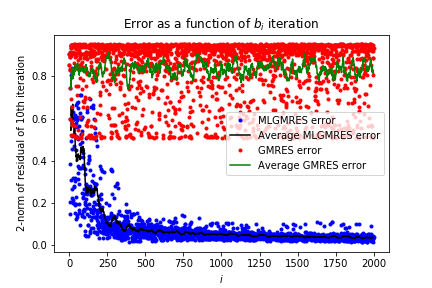 Error as a function of b_i iteration
2-norm of residual of 10th iteration
0.8
0.6
0.4
0.2
0.0
MLGMRES error
Average MLGMRES error
GMRES error
Average GMRES error
0 250 500 750 1000 1250 1500 1750 2000
i